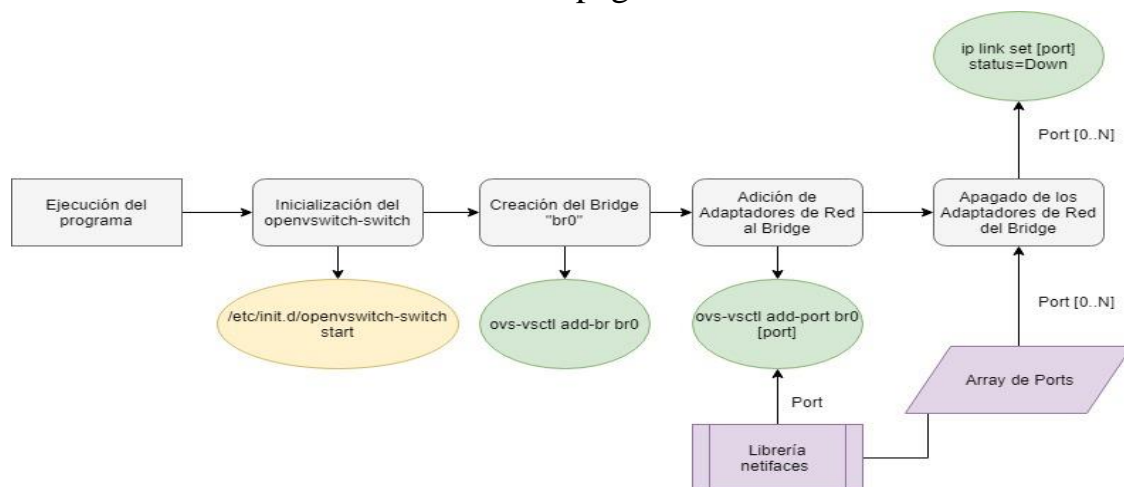 ip link set [port]
status=Down
Port [0..N]
Ejecución del
programa
Inicialización del
openvswitch-switch
Creación del Bridge
"br0"
Adición de
Adaptadores de Red
al Bridge
Apagado de los
Adaptadores de Red
del Bridge
/etc/init.d/openvswitch-switch
start
ovs-vsctl add-br br0
ovs-vsctl add-port br0
[port]
Port [0..N]
Array de Ports
Port
Librería
netifaces